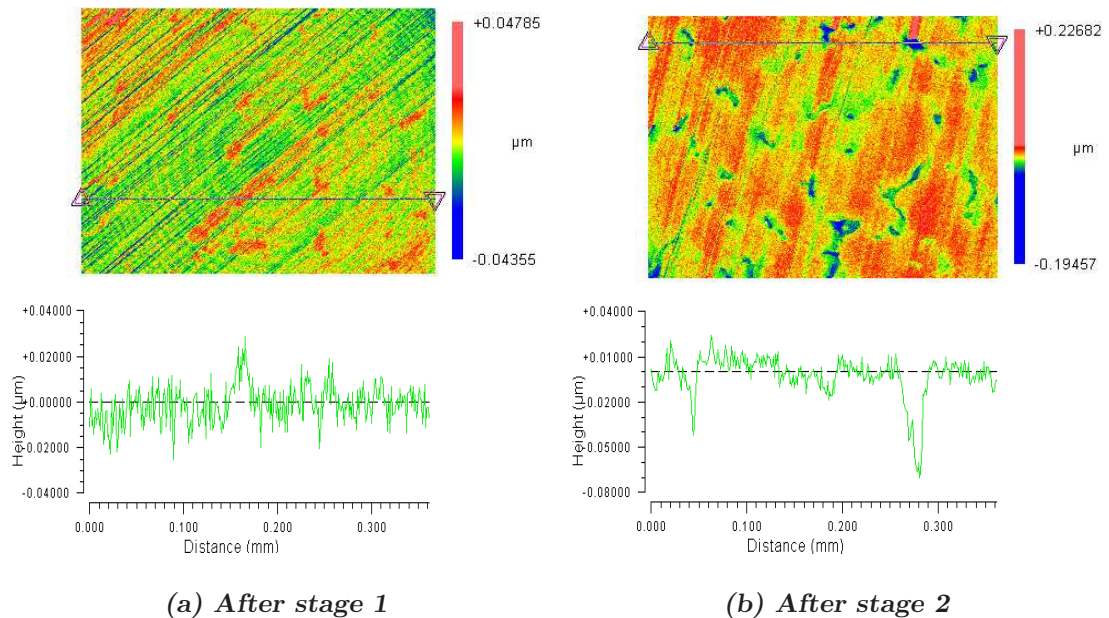 +0.04785
µm
-0.04355
+0.22682
µm
-0.19457
+0.04000
+0.02000
+0.00000
-0.02000
-0.04000
Height (µm)
0.000
0.100
0.200
0.300
Distance (mm)
+0.04000
+0.01000
-0.02000
-0.05000
-0.08000
Height (µm)
0.000
0.100
0.200
0.300
Distance (mm)
(a) After stage 1
(b) After stage 2